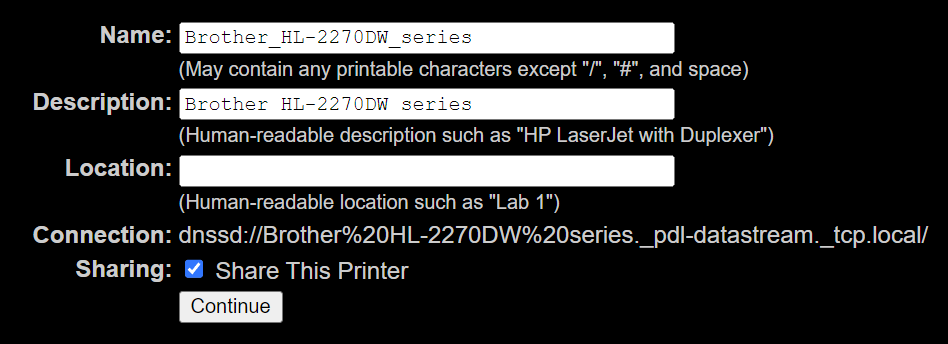 Name: Brother_HL-2270DW_series
(May contain any printable characters except "/", "#", and space)
Description: Brother HL-2270DW series
(Human-readable description such as "HP LaserJet with Duplexer")
Location:
(Human-readable location such as "Lab 1")
Connection: dnssd://Brother%20HL-2270DW%20series._pdl-datastream._tcp.local/
Sharing: Share This Printer
Continue